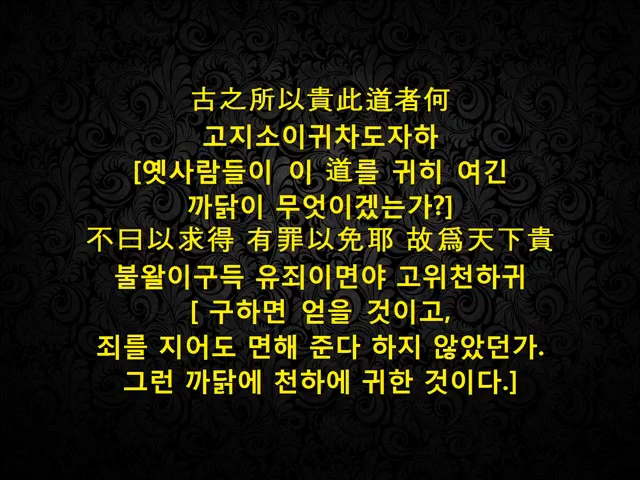 古之所以貴此道者何
고지소이귀차도자하
[옛사람들이 이 道를 귀히 여긴
까닭이 무엇이겠는가?]
不曰以求得 有罪以免耶 故爲天下貴
불왈이구득 유죄이면야 고위천하귀
[ 구하면 얻을 것이고,
죄를 지어도 면해 준다 하지 않았던가.
그런 까닭에 천하에 귀한 것이다.]